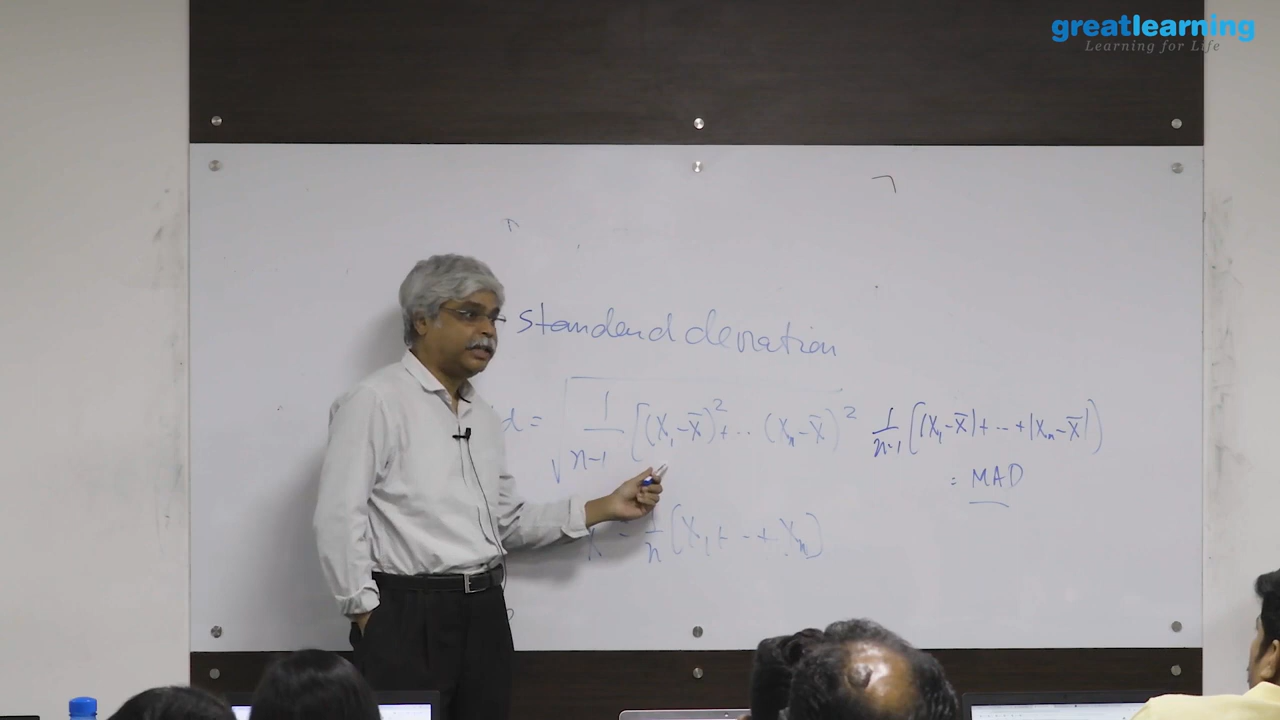 greatlearning
Learning for Life
standard deviation
= √ 1/n-1 [(X₁-X̄)²+ .. (Xₙ-X̄)² 1/n-1 (|X₁-X̄|+ -- +|Xₙ-X̄|)
= MAD
1/n (X₁+ -- + Xₙ)